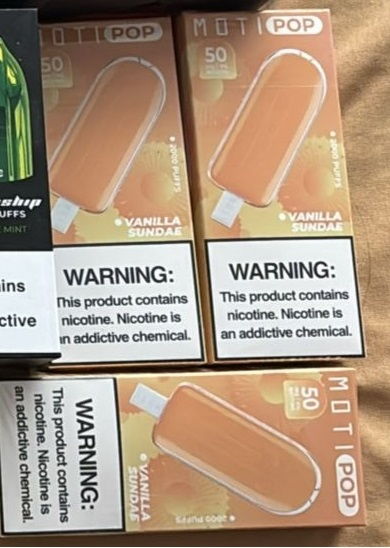 MOTI POP
50
2000 PUFFS
VANILLA
SUNDAE
WARNING:
This product contains
nicotine. Nicotine is
an addictive chemical.
MOTI POP
50
2000 PUFFS
VANILLA
SUNDAE
WARNING:
This product contains
nicotine. Nicotine is
an addictive chemical.
UFFS
MINT
ains
ctive
MOTI POP
50
2000 PUFFS
VANILLA
SUNDAE
WARNING:
This product contains
nicotine. Nicotine is
an addictive chemical.